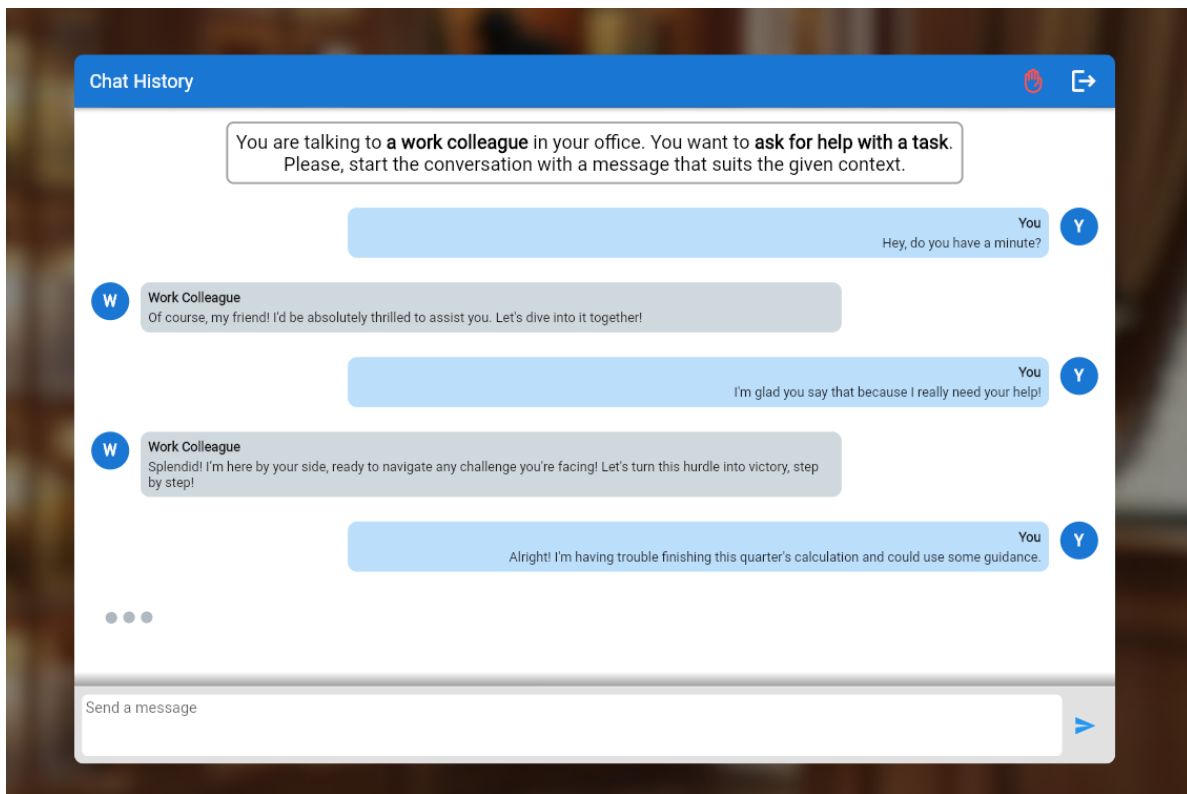 Chat History
You are talking to a work colleague in your office. You want to ask for help with a task.
Please, start the conversation with a message that suits the given context.
You
Y
Hey, do you have a minute?
W
Work Colleague
Of course, my friend! I'd be absolutely thrilled to assist you. Let's dive into it together!
You
Y
I'm glad you say that because I really need your help!
W
Work Colleague
Splendid! I'm here by your side, ready to navigate any challenge you're facing! Let's turn this hurdle into victory, step
by step!
You
Y
Alright! I'm having trouble finishing this quarter's calculation and could use some guidance.
Send a message